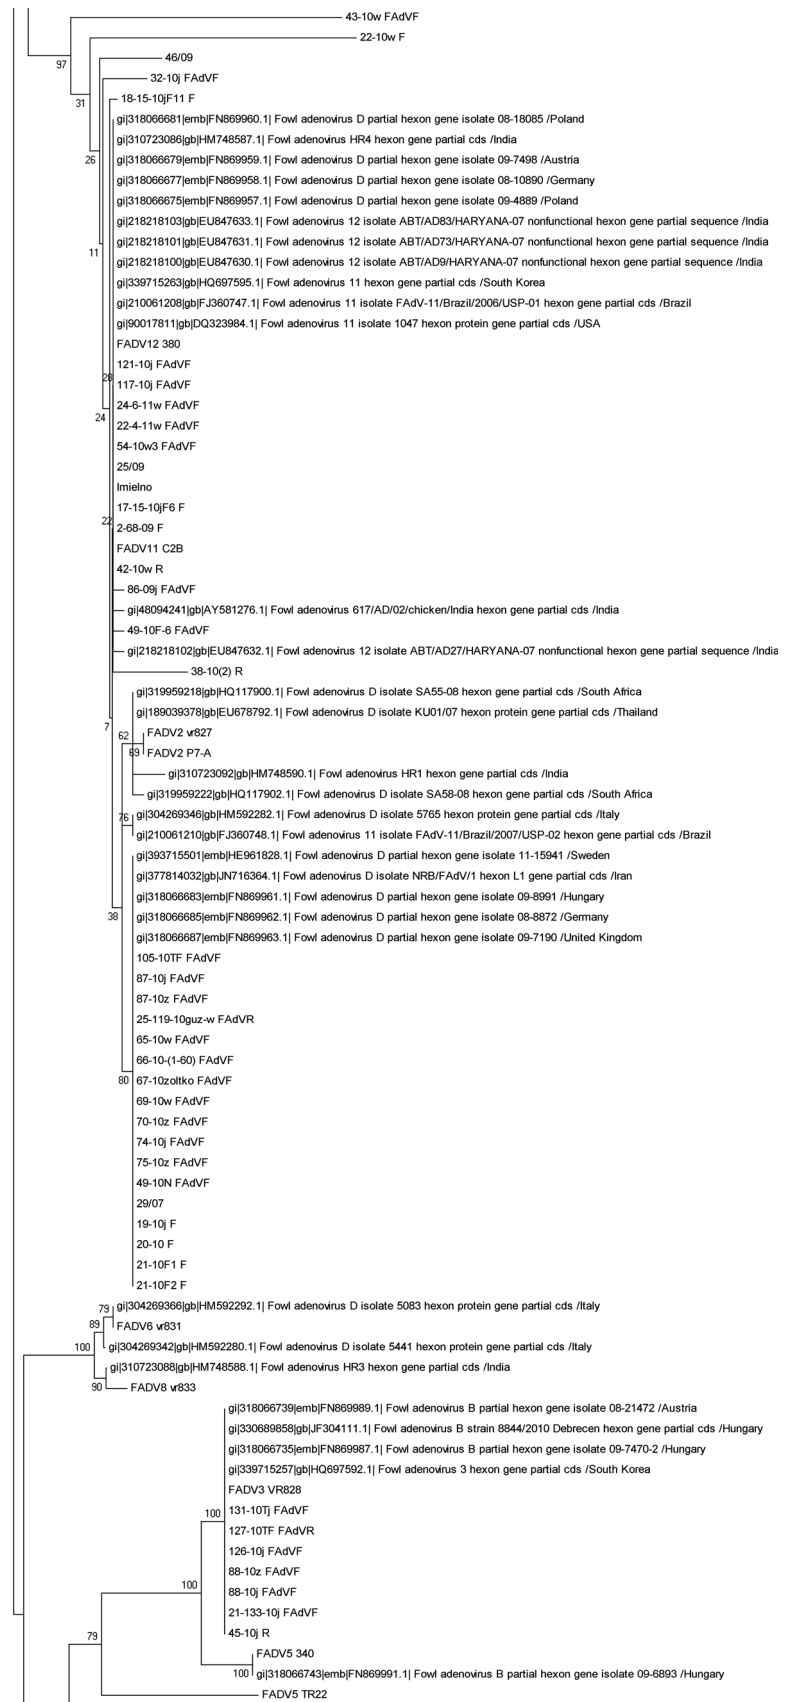 43-10w FAdVF
22-10w F
97
46/09
32-10j FAdVF
31
18-15-10jF11 F
gi|318066681|emb|FN869960.1| Fowl adenovirus D partial hexon gene isolate 08-18085 /Poland
gi|310723086|gb|HM748587.1| Fowl adenovirus HR4 hexon gene partial cds /India
26
gi|318066679|emb|FN869959.1| Fowl adenovirus D partial hexon gene isolate 09-7498 /Austria
gi|318066677|emb|FN869958.1| Fowl adenovirus D partial hexon gene isolate 08-10890 /Germany
gi|318066675|emb|FN869957.1| Fowl adenovirus D partial hexon gene isolate 09-4889 /Poland
gi|218218103|gb|EU847633.1| Fowl adenovirus 12 isolate ABT/AD83/HARYANA-07 nonfunctional hexon gene partial sequence /India
gi|218218101|gb|EU847631.1| Fowl adenovirus 12 isolate ABT/AD73/HARYANA-07 nonfunctional hexon gene partial sequence /India
11
gi|218218100|gb|EU847630.1| Fowl adenovirus 12 isolate ABT/AD9/HARYANA-07 nonfunctional hexon gene partial sequence /India
gi|339715263|gb|HQ697595.1| Fowl adenovirus 11 hexon gene partial cds /South Korea
gi|210061208|gb|FJ360747.1| Fowl adenovirus 11 isolate FAdV-11/Brazil/2006/USP-01 hexon gene partial cds /Brazil
gi|90017811|gb|DQ323984.1| Fowl adenovirus 11 isolate 1047 hexon protein gene partial cds /USA
FADV12 380
121-10j FAdVF
28
117-10j FAdVF
24-6-11w FAdVF
24
22-4-11w FAdVF
54-10w3 FAdVF
25/09
Imielno
17-15-10jF6 F
22
2-68-09 F
FADV11 C2B
42-10w R
86-09j FAdVF
gi|48094241|gb|AY581276.1| Fowl adenovirus 617/AD/02/chicken/India hexon gene partial cds /India
49-10F-6 FAdVF
gi|218218102|gb|EU847632.1| Fowl adenovirus 12 isolate ABT/AD27/HARYANA-07 nonfunctional hexon gene partial sequence /India
38-10(2) R
gi|319959218|gb|HQ117900.1| Fowl adenovirus D isolate SA55-08 hexon gene partial cds /South Africa
gi|189039378|gb|EU678792.1| Fowl adenovirus D isolate KU01/07 hexon protein gene partial cds /Thailand
7
62
FADV2 vr827
69
FADV2 P7-A
gi|310723092|gb|HM748590.1| Fowl adenovirus HR1 hexon gene partial cds /India
gi|319959222|gb|HQ117902.1| Fowl adenovirus D isolate SA58-08 hexon gene partial cds /South Africa
76
gi|304269346|gb|HM592282.1| Fowl adenovirus D isolate 5765 hexon protein gene partial cds /Italy
gi|210061210|gb|FJ360748.1| Fowl adenovirus 11 isolate FAdV-11/Brazil/2007/USP-02 hexon gene partial cds /Brazil
gi|393715501|emb|HE961828.1| Fowl adenovirus D partial hexon gene isolate 11-15941 /Sweden
gi|377814032|gb|JN716364.1| Fowl adenovirus D isolate NRB/FAdV/1 hexon L1 gene partial cds /Iran
gi|318066683|emb|FN869961.1| Fowl adenovirus D partial hexon gene isolate 09-8991 /Hungary
38
gi|318066685|emb|FN869962.1| Fowl adenovirus D partial hexon gene isolate 08-8872 /Germany
gi|318066687|emb|FN869963.1| Fowl adenovirus D partial hexon gene isolate 09-7190 /United Kingdom
105-10TF FAdVF
87-10j FAdVF
87-10z FAdVF
25-119-10guz-w FAdVR
65-10w FAdVF
66-10-(1-60) FAdVF
80
67-10zoltko FAdVF
69-10w FAdVF
70-10z FAdVF
74-10j FAdVF
75-10z FAdVF
49-10N FAdVF
29/07
19-10j F
20-10 F
21-10F1 F
21-10F2 F
79
gi|304269366|gb|HM592292.1| Fowl adenovirus D isolate 5083 hexon protein gene partial cds /Italy
89
FADV6 vr831
100
gi|304269342|gb|HM592280.1| Fowl adenovirus D isolate 5441 hexon protein gene partial cds /Italy
gi|310723088|gb|HM748588.1| Fowl adenovirus HR3 hexon gene partial cds /India
90
FADV8 vr833
gi|318066739|emb|FN869989.1| Fowl adenovirus B partial hexon gene isolate 08-21472 /Austria
gi|330689858|gb|JF304111.1| Fowl adenovirus B strain 8844/2010 Debrecen hexon gene partial cds /Hungary
gi|318066735|emb|FN869987.1| Fowl adenovirus B partial hexon gene isolate 09-7470-2 /Hungary
gi|339715257|gb|HQ697592.1| Fowl adenovirus 3 hexon gene partial cds /South Korea
FADV3 VR828
100
131-10Tj FAdVF
127-10TF FAdVR
126-10j FAdVF
88-10z FAdVF
100
88-10j FAdVF
21-133-10j FAdVF
45-10j R
79
FADV5 340
100
gi|318066743|emb|FN869991.1| Fowl adenovirus B partial hexon gene isolate 09-6893 /Hungary
FADV5 TR22